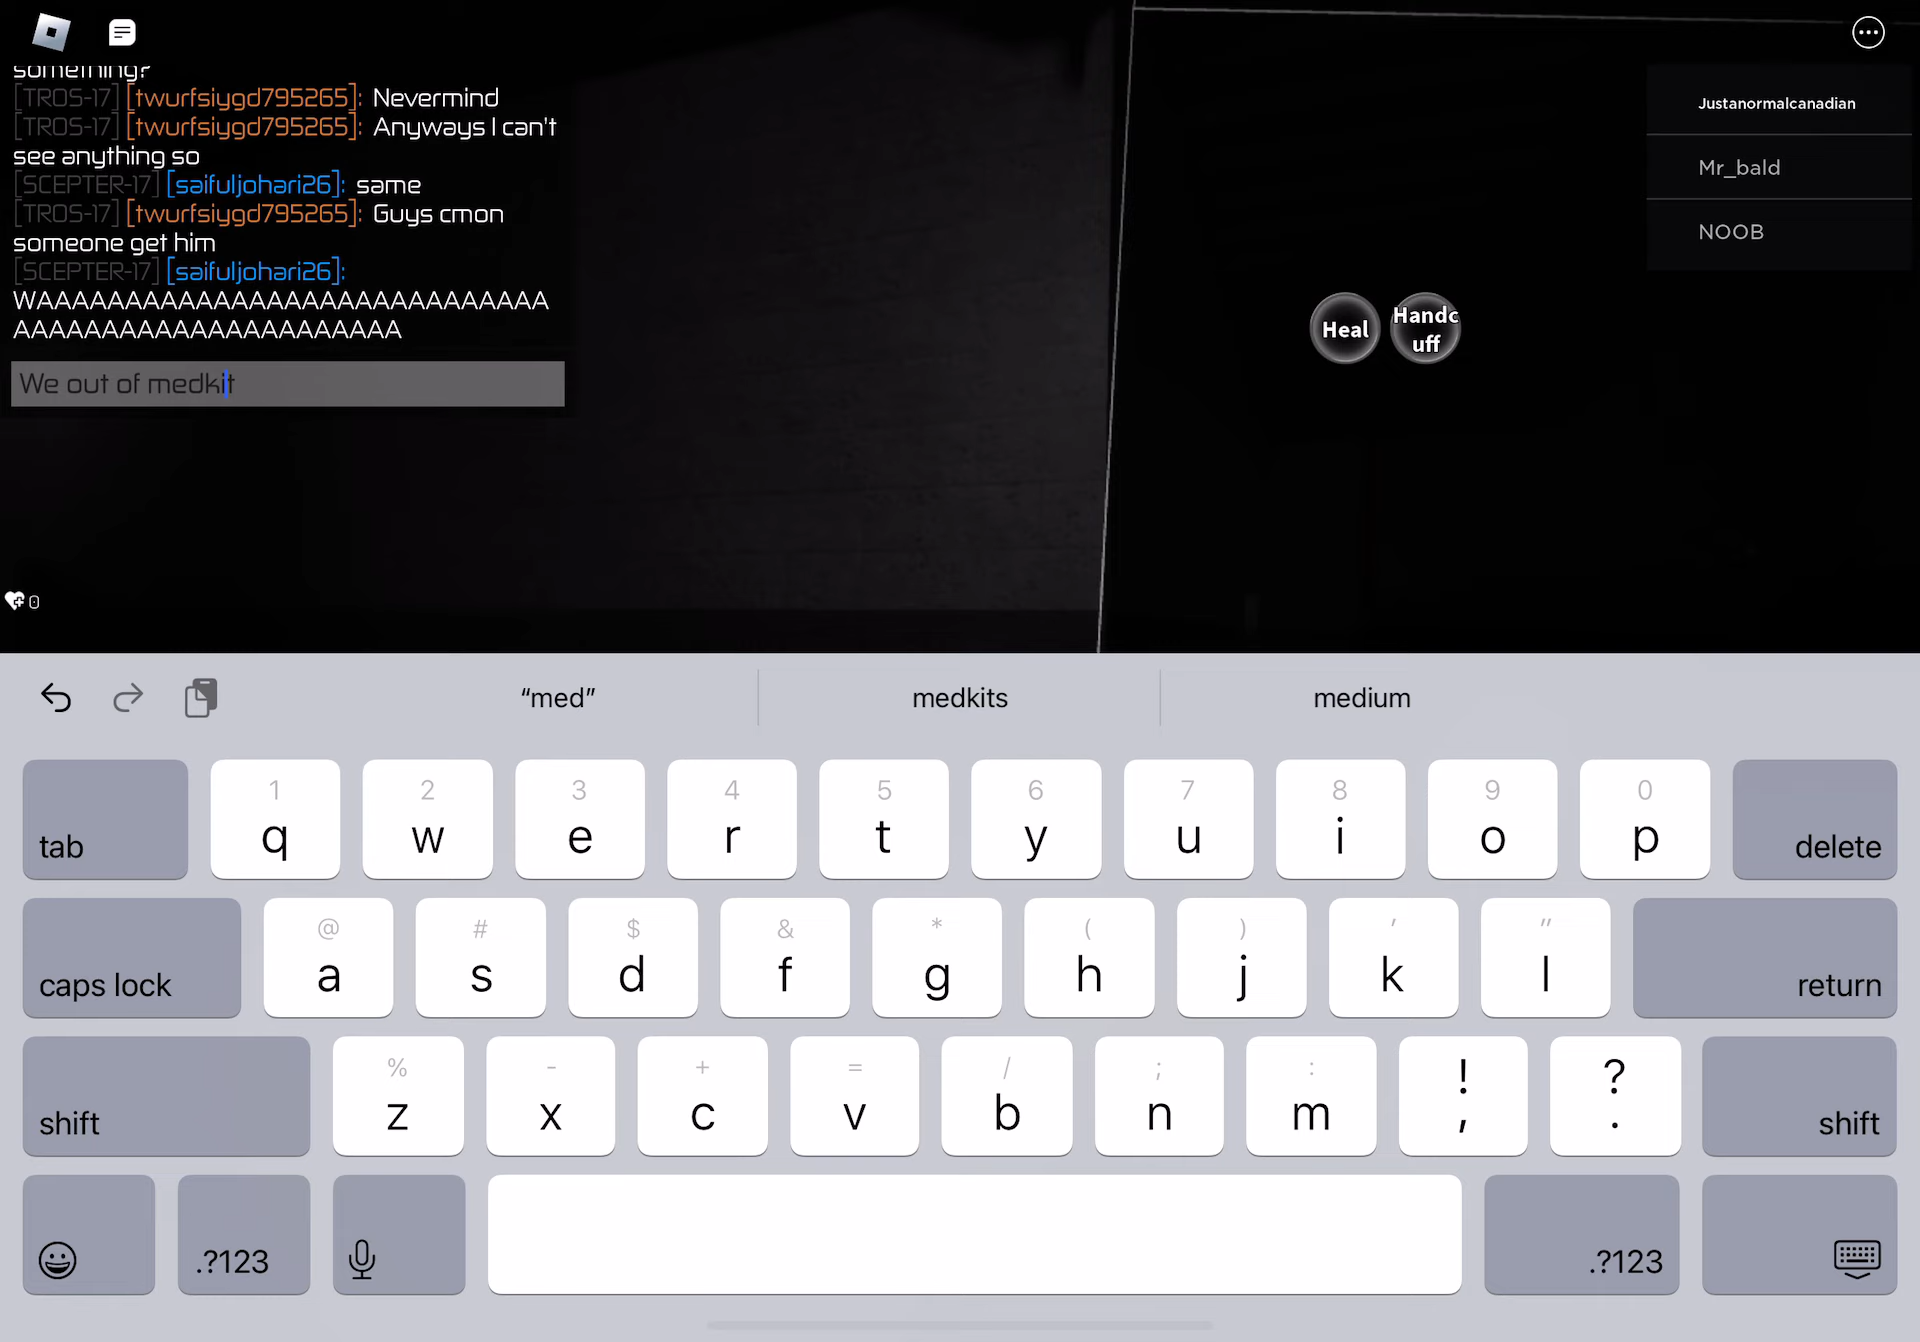 something?
[TROS-17] [twurfsiygd795265]: Nevermind
[TROS-17] [twurfsiygd795265]: Anyways I can't
see anything so
[SCEPTER-17] [saifuljohari26]: same
[TROS-17] [twurfsiygd795265]: Guys cmon
someone get him
[SCEPTER-17] [saifuljohari26]:
WAAAAAAAAAAAAAAAAAAAAAAAAAAAAA
AAAAAAAAAAAAAAAAAAAAAA
We out of medkit
Justanormalcanadian
Mr_bald
NOOB
Heal
Handc
uff
0
“med” medkits medium
1 2 3 4 5 6 7 8 9 0
tab q w e r t y u i o p delete
@ # $ & * ( ) ' "
caps lock a s d f g h j k l return
% - + = / ; : ! ?
shift z x c v b n m , . shift
.?123 .?123